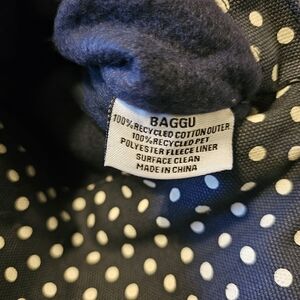 BAGGU
100% RECYCLED COTTON OUTER
100% RECYCLED PET
POLYESTER FLEECE LINER
SURFACE CLEAN
MADE IN CHINA